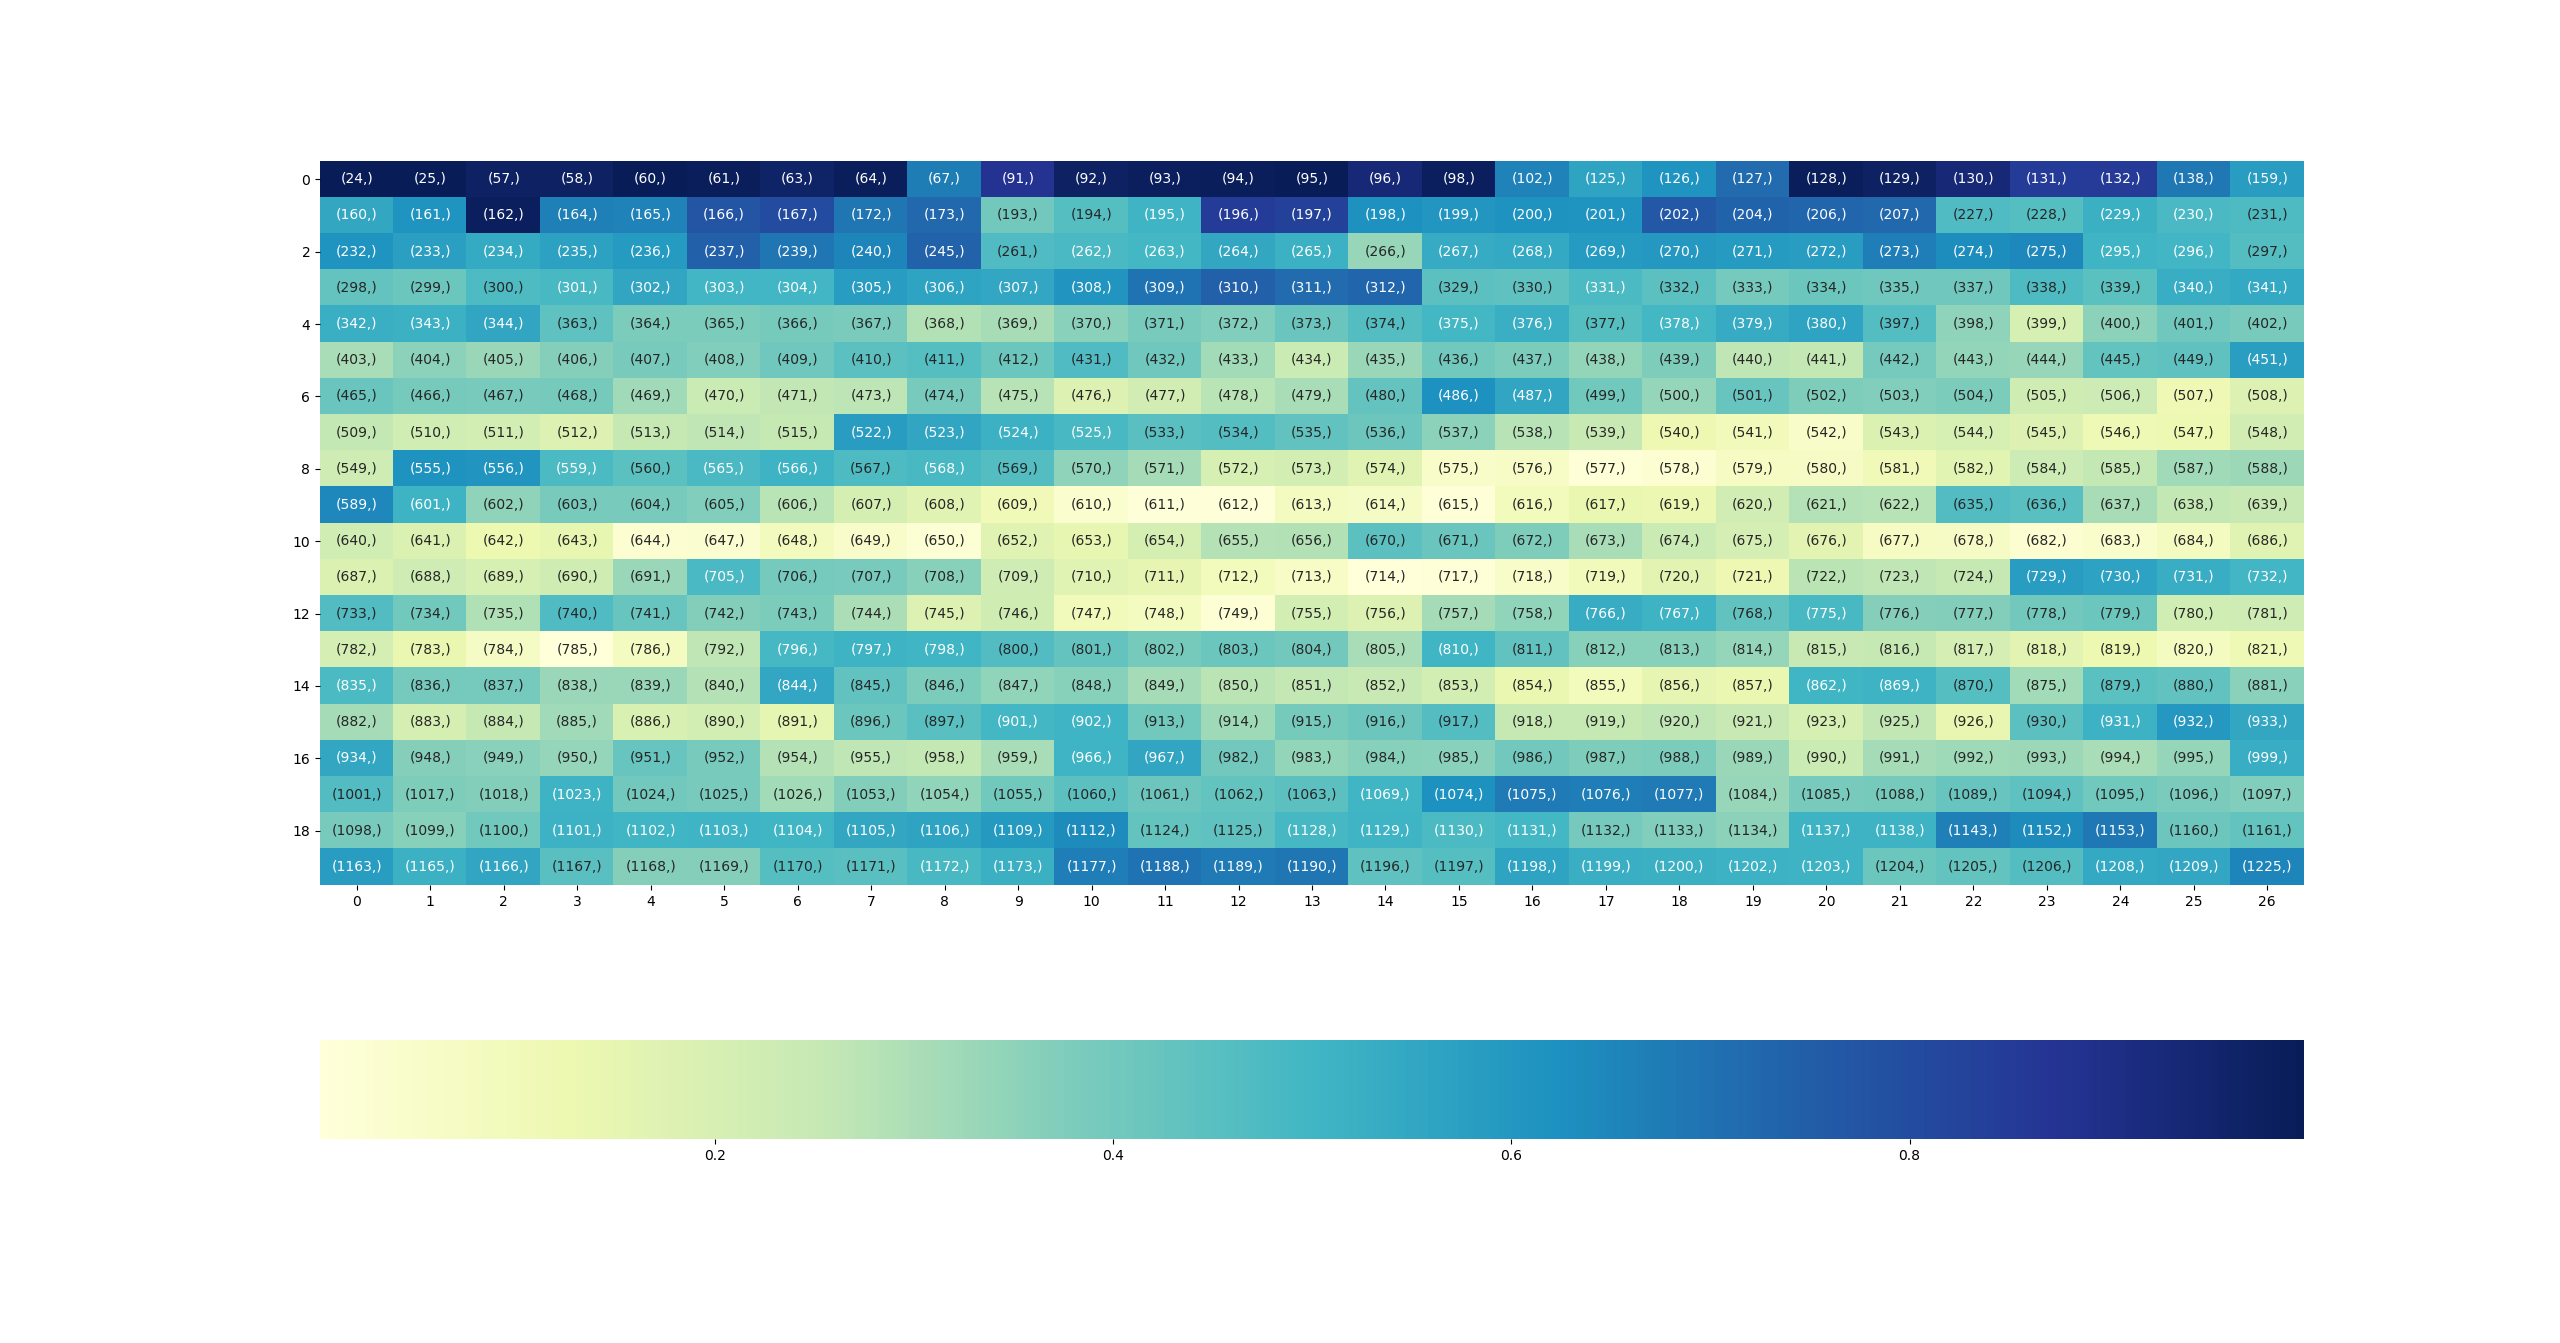 0 (24,) (25,) (57,) (58,) (60,) (61,) (63,) (64,) (67,) (91,) (92,) (93,) (94,) (95,) (96,) (98,) (102,) (125,) (126,) (127,) (128,) (129,) (130,) (131,) (132,) (138,) (159,)
(160,) (161,) (162,) (164,) (165,) (166,) (167,) (172,) (173,) (193,) (194,) (195,) (196,) (197,) (198,) (199,) (200,) (201,) (202,) (204,) (206,) (207,) (227,) (228,) (229,) (230,) (231,)
2 (232,) (233,) (234,) (235,) (236,) (237,) (239,) (240,) (245,) (261,) (262,) (263,) (264,) (265,) (266,) (267,) (268,) (269,) (270,) (271,) (272,) (273,) (274,) (275,) (295,) (296,) (297,)
(298,) (299,) (300,) (301,) (302,) (303,) (304,) (305,) (306,) (307,) (308,) (309,) (310,) (311,) (312,) (329,) (330,) (331,) (332,) (333,) (334,) (335,) (337,) (338,) (339,) (340,) (341,)
4 (342,) (343,) (344,) (363,) (364,) (365,) (366,) (367,) (368,) (369,) (370,) (371,) (372,) (373,) (374,) (375,) (376,) (377,) (378,) (379,) (380,) (397,) (398,) (399,) (400,) (401,) (402,)
(403,) (404,) (405,) (406,) (407,) (408,) (409,) (410,) (411,) (412,) (431,) (432,) (433,) (434,) (435,) (436,) (437,) (438,) (439,) (440,) (441,) (442,) (443,) (444,) (445,) (449,) (451,)
6 (465,) (466,) (467,) (468,) (469,) (470,) (471,) (473,) (474,) (475,) (476,) (477,) (478,) (479,) (480,) (486,) (487,) (499,) (500,) (501,) (502,) (503,) (504,) (505,) (506,) (507,) (508,)
(509,) (510,) (511,) (512,) (513,) (514,) (515,) (522,) (523,) (524,) (525,) (533,) (534,) (535,) (536,) (537,) (538,) (539,) (540,) (541,) (542,) (543,) (544,) (545,) (546,) (547,) (548,)
8 (549,) (555,) (556,) (559,) (560,) (565,) (566,) (567,) (568,) (569,) (570,) (571,) (572,) (573,) (574,) (575,) (576,) (577,) (578,) (579,) (580,) (581,) (582,) (584,) (585,) (587,) (588,)
(589,) (601,) (602,) (603,) (604,) (605,) (606,) (607,) (608,) (609,) (610,) (611,) (612,) (613,) (614,) (615,) (616,) (617,) (619,) (620,) (621,) (622,) (635,) (636,) (637,) (638,) (639,)
10 (640,) (641,) (642,) (643,) (644,) (647,) (648,) (649,) (650,) (652,) (653,) (654,) (655,) (656,) (670,) (671,) (672,) (673,) (674,) (675,) (676,) (677,) (678,) (682,) (683,) (684,) (686,)
(687,) (688,) (689,) (690,) (691,) (705,) (706,) (707,) (708,) (709,) (710,) (711,) (712,) (713,) (714,) (717,) (718,) (719,) (720,) (721,) (722,) (723,) (724,) (729,) (730,) (731,) (732,)
12 (733,) (734,) (735,) (740,) (741,) (742,) (743,) (744,) (745,) (746,) (747,) (748,) (749,) (755,) (756,) (757,) (758,) (766,) (767,) (768,) (775,) (776,) (777,) (778,) (779,) (780,) (781,)
(782,) (783,) (784,) (785,) (786,) (792,) (796,) (797,) (798,) (800,) (801,) (802,) (803,) (804,) (805,) (810,) (811,) (812,) (813,) (814,) (815,) (816,) (817,) (818,) (819,) (820,) (821,)
14 (835,) (836,) (837,) (838,) (839,) (840,) (844,) (845,) (846,) (847,) (848,) (849,) (850,) (851,) (852,) (853,) (854,) (855,) (856,) (857,) (862,) (869,) (870,) (875,) (879,) (880,) (881,)
(882,) (883,) (884,) (885,) (886,) (890,) (891,) (896,) (897,) (901,) (902,) (913,) (914,) (915,) (916,) (917,) (918,) (919,) (920,) (921,) (923,) (925,) (926,) (930,) (931,) (932,) (933,)
16 (934,) (948,) (949,) (950,) (951,) (952,) (954,) (955,) (958,) (959,) (966,) (967,) (982,) (983,) (984,) (985,) (986,) (987,) (988,) (989,) (990,) (991,) (992,) (993,) (994,) (995,) (999,)
(1001,) (1017,) (1018,) (1023,) (1024,) (1025,) (1026,) (1053,) (1054,) (1055,) (1060,) (1061,) (1062,) (1063,) (1069,) (1074,) (1075,) (1076,) (1077,) (1084,) (1085,) (1088,) (1089,) (1094,) (1095,) (1096,) (1097,)
18 (1098,) (1099,) (1100,) (1101,) (1102,) (1103,) (1104,) (1105,) (1106,) (1109,) (1112,) (1124,) (1125,) (1128,) (1129,) (1130,) (1131,) (1132,) (1133,) (1134,) (1137,) (1138,) (1143,) (1152,) (1153,) (1160,) (1161,)
(1163,) (1165,) (1166,) (1167,) (1168,) (1169,) (1170,) (1171,) (1172,) (1173,) (1177,) (1188,) (1189,) (1190,) (1196,) (1197,) (1198,) (1199,) (1200,) (1202,) (1203,) (1204,) (1205,) (1206,) (1208,) (1209,) (1225,)
0 1 2 3 4 5 6 7 8 9 10 11 12 13 14 15 16 17 18 19 20 21 22 23 24 25 26
0.2 0.4 0.6 0.8